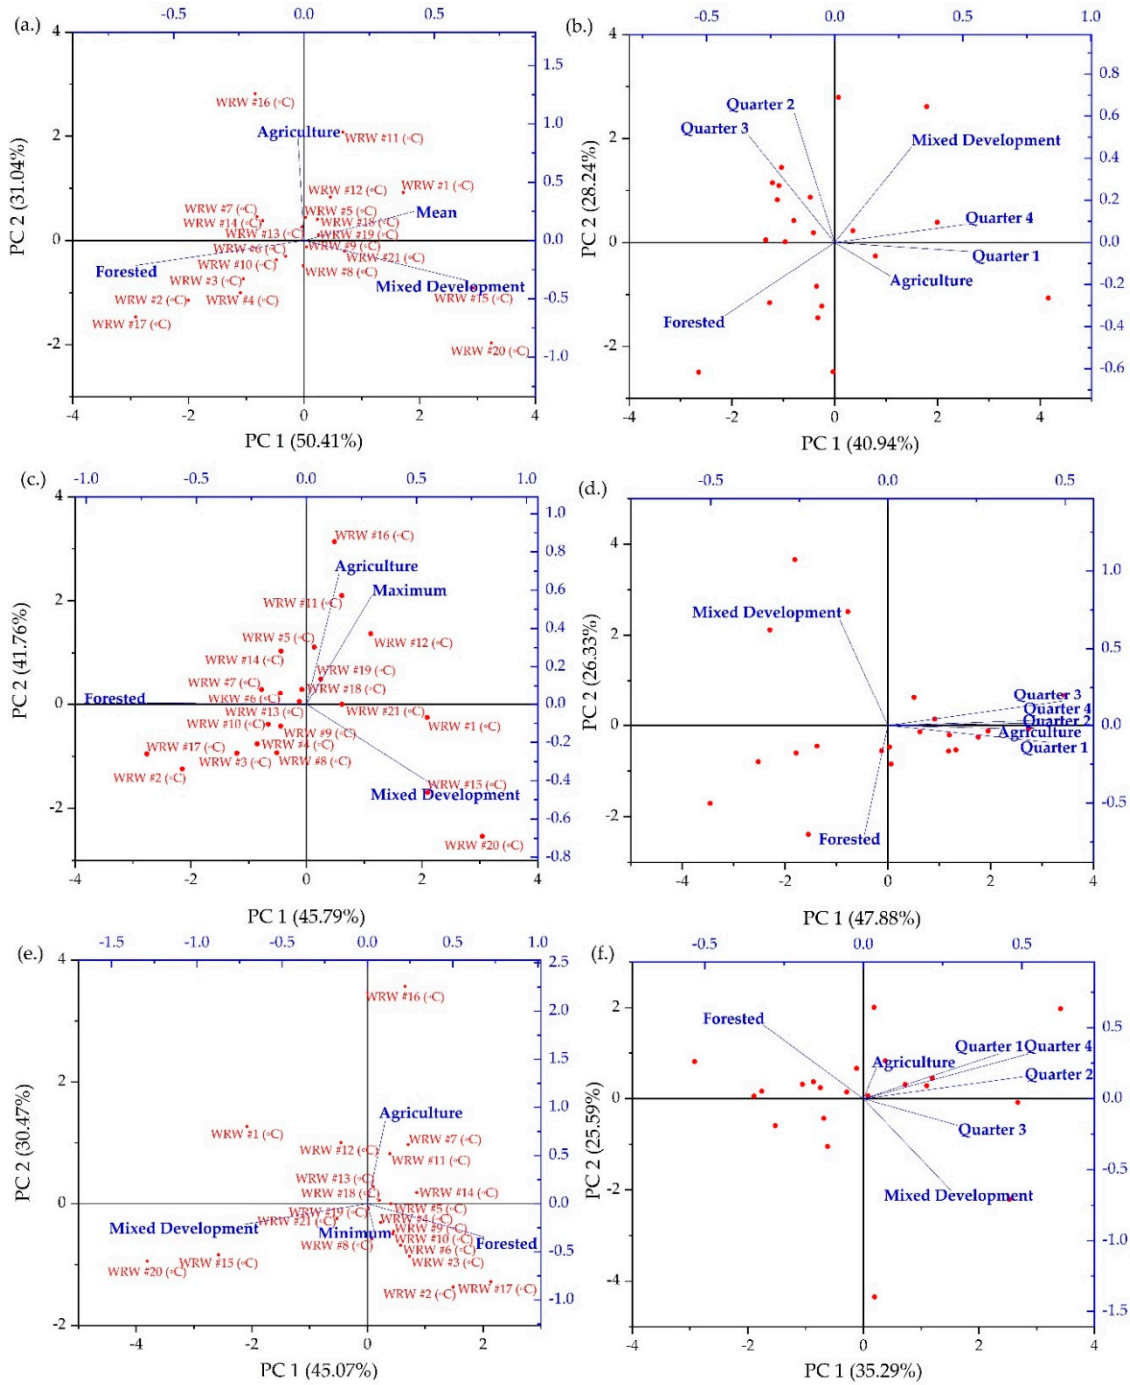 (a.)
-0.5 0.0 0.5
4
2
0
-2
PC 2 (31.04%)
WRW #16 (◦C)
Agriculture
WRW #11 (◦C)
WRW #12 (◦C) WRW #1 (◦C)
WRW #7 (◦C) WRW #5 (◦C) Mean
WRW #14 (◦C) WRW #18 (◦C)
WRW #13 (◦C) WRW #19 (◦C)
WRW #6 (◦C) WRW #9 (◦C)
Forested WRW #10 (◦C) WRW #21 (◦C)
WRW #8 (◦C)
WRW #3 (◦C) Mixed Development
WRW #2 (◦C) WRW #4 (◦C) WRW #15 (◦C)
WRW #17 (◦C)
WRW #20 (◦C)
1.5
1.0
0.5
0.0
-0.5
-1.0
-4 -2 0 2 4
PC 1 (50.41%)
(b.)
-0.5 0.0 0.5 1.0
4
2
0
-2
-4
PC 2 (28.24%)
Quarter 2
Quarter 3
Mixed Development
Quarter 4
Quarter 1
Agriculture
Forested
0.8
0.6
0.4
0.2
0.0
-0.2
-0.4
-0.6
-4 -2 0 2 4
PC 1 (40.94%)
(c.)
-1.0 -0.5 0.0 0.5 1.0
4
2
0
-2
PC 2 (41.76%)
WRW #16 (◦C)
Agriculture
Maximum
WRW #11 (◦C)
WRW #5 (◦C) WRW #12 (◦C)
WRW #14 (◦C)
WRW #19 (◦C)
WRW #7 (◦C) WRW #18 (◦C)
Forested WRW #6 (◦C)
WRW #13 (◦C) WRW #21 (◦C)
WRW #10 (◦C) WRW #1 (◦C)
WRW #9 (◦C)
WRW #17 (◦C) WRW #4 (◦C)
WRW #3 (◦C) WRW #8 (◦C)
WRW #2 (◦C)
WRW #15 (◦C)
Mixed Development
WRW #20 (◦C)
1.0
0.8
0.6
0.4
0.2
0.0
-0.2
-0.4
-0.6
-0.8
-4 -2 0 2 4
PC 1 (45.79%)
(d.)
-0.5 0.0 0.5
4
2
0
-2
PC 2 (26.33%)
Mixed Development
Quarter 3
Quarter 4
Quarter 2
Agriculture
Quarter 1
Forested
1.0
0.5
0.0
-0.5
-4 -2 0 2 4
PC 1 (47.88%)
(e.)
-1.5 -1.0 -0.5 0.0 0.5 1.0
4
2
0
-2
PC 2 (30.47%)
WRW #16 (◦C)
Agriculture
WRW #1 (◦C)
WRW #12 (◦C) WRW #7 (◦C)
WRW #11 (◦C)
WRW #13 (◦C)
WRW #18 (◦C) WRW #14 (◦C)
WRW #19 (◦C) WRW #5 (◦C)
WRW #21 (◦C) WRW #4 (◦C)
Mixed Development Minimum WRW #9 (◦C)
WRW #8 (◦C) WRW #10 (◦C) Forested
WRW #6 (◦C)
WRW #20 (◦C) WRW #15 (◦C) WRW #3 (◦C)
WRW #2 (◦C) WRW #17 (◦C)
2.5
2.0
1.5
1.0
0.5
0.0
-0.5
-1.0
-4 -2 0 2
PC 1 (45.07%)
(f.)
-0.5 0.0 0.5
2
0
-2
-4
PC 2 (25.59%)
Forested
Quarter 1 Quarter 4
Agriculture
Quarter 2
Quarter 3
Mixed Development
0.5
0.0
-0.5
-1.0
-1.5
-4 -2 0 2 4
PC 1 (35.29%)